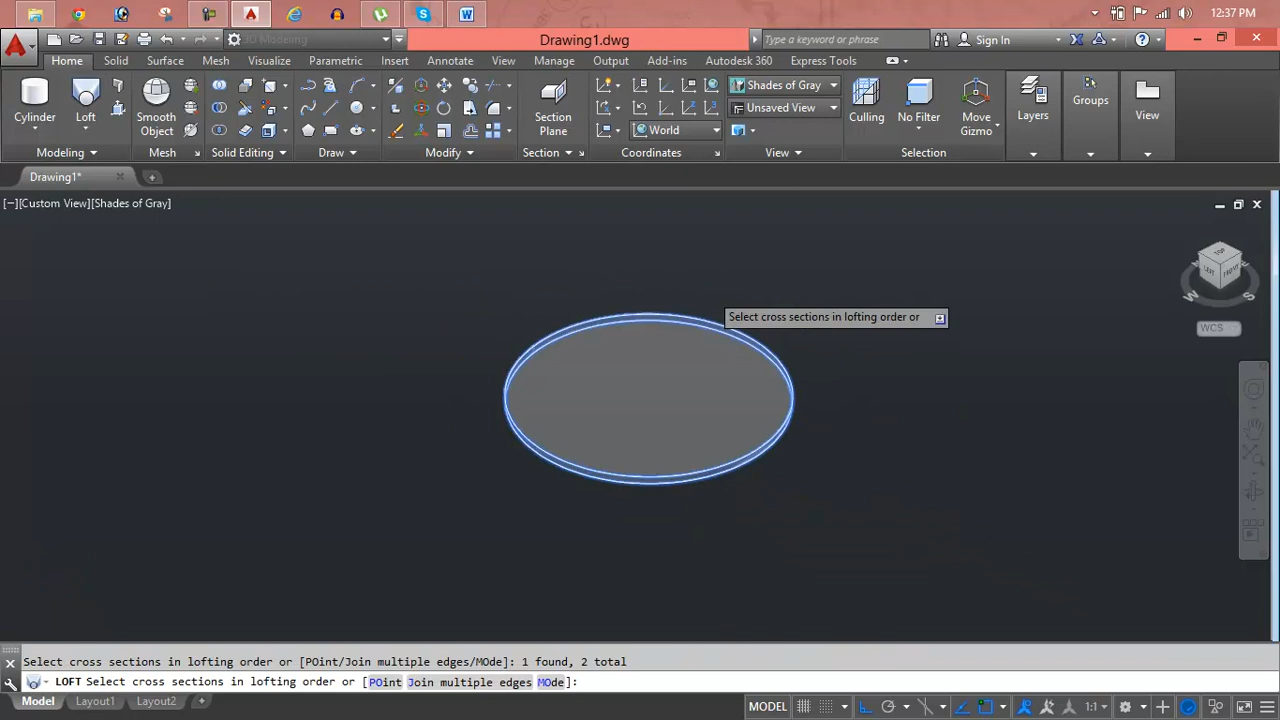 12:37 PM
3D Modeling
Drawing1.dwg
Type a keyword or phrase
Sign In
Home Solid Surface Mesh Visualize Parametric Insert Annotate View Manage Output Add-ins Autodesk 360 Express Tools
Cylinder
Loft
Smooth Object
Section Plane
Shades of Gray
Unsaved View
World
Culling
No Filter
Move Gizmo
Layers
Groups
View
Modeling
Mesh
Solid Editing
Draw
Modify
Section
Coordinates
View
Selection
Drawing1*
[−][Custom View][Shades of Gray]
TOP
LEFT
FRONT
W
S
WCS
Select cross sections in lofting order or
Select cross sections in lofting order or [POint/Join multiple edges/MOde]: 1 found, 2 total
LOFT Select cross sections in lofting order or [POint Join multiple edges MOde]:
Model Layout1 Layout2
MODEL
1:1